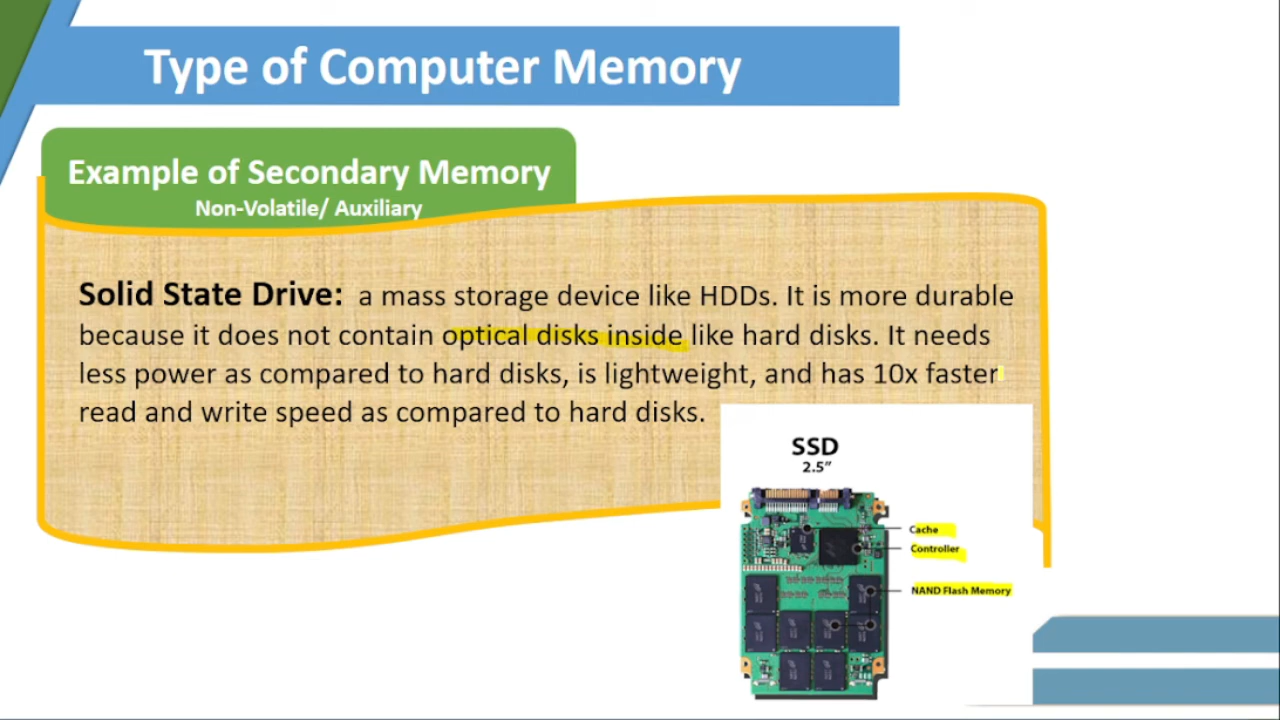 Type of Computer Memory
Example of Secondary Memory
Non-Volatile/ Auxiliary
Solid State Drive: a mass storage device like HDDs. It is more durable
because it does not contain optical disks inside like hard disks. It needs
less power as compared to hard disks, is lightweight, and has 10x faster
read and write speed as compared to hard disks.
SSD
2.5”
Cache
Controller
NAND Flash Memory